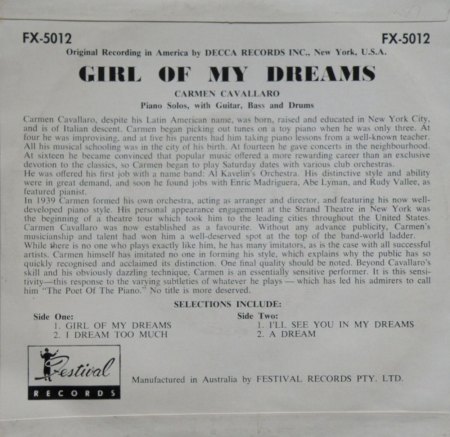 FX-5012 FX-5012
Original Recording in America by DECCA RECORDS INC., New York, U.S.A.
GIRL OF MY DREAMS
CARMEN CAVALLARO
Piano Solos, with Guitar, Bass and Drums
Carmen Cavallaro, despite his Latin American name, was born, raised and educated in New York City,
and is of Italian descent. Carmen began picking out tunes on a toy piano when he was only three. At
four he was improvising, and at five his parents had him taking piano lessons from a well-known teacher.
All his musical schooling was in the city of his birth. At fourteen he gave concerts in the neighbourhood.
At sixteen he became convinced that popular music offered a more rewarding career than an exclusive
devotion to the classics, so Carmen began to play Saturday dates with various club orchestras.
He was offered his first job with a name band: Al Kavelin's Orchestra. His distinctive style and ability
were in great demand, and soon he found jobs with Enric Madriguera, Abe Lyman, and Rudy Vallee, as
featured pianist.
In 1939 Carmen formed his own orchestra, acting as arranger and director, and featuring his now well-
developed piano style. His personal appearance engagement at the Strand Theatre in New York was
the beginning of a theatre tour which took him to the leading cities throughout the United States.
Carmen Cavallaro was now established as a favourite. Without any advance publicity, Carmen's
musicianship and talent had won him a well-deserved spot at the top of the band-world ladder.
While there is no one who plays exactly like him, he has many imitators, as is the case with all successful
artists. Carmen himself has imitated no one in forming his style, which explains why the public has so
quickly recognised and acclaimed its distinction. One final quality should be noted. Beyond Cavallaro's
skill and his obviously dazzling technique, Carmen is an essentially sensitive performer. It is this sensi-
tivity—this response to the varying subtleties of whatever he plays — which has led his admirers to call
him "The Poet Of The Piano." No title is more deserved.
SELECTIONS INCLUDE:
Side One: Side Two:
1. GIRL OF MY DREAMS 1. I'LL SEE YOU IN MY DREAMS
2. I DREAM TOO MUCH 2. A DREAM
Festival
RECORDS
Manufactured in Australia by FESTIVAL RECORDS PTY. LTD.